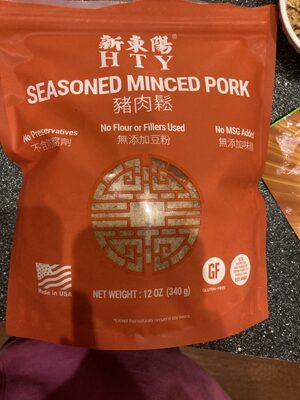 新東陽
HTY
SEASONED MINCED PORK
豬肉鬆
No Preservatives
不含防腐劑
No Flour or Fillers Used
無添加豆粉
No MSG Added
無添加味精
Made in USA
GF
GLUTEN-FREE
NET WEIGHT : 12 OZ (340 g)